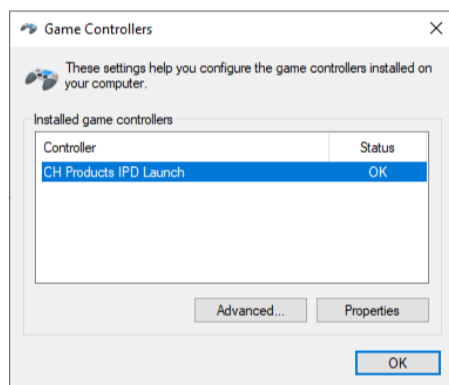 Game Controllers
These settings help you configure the game controllers installed on
your computer.
Installed game controllers
Controller Status
CH Products IPD Launch OK
Advanced... Properties
OK